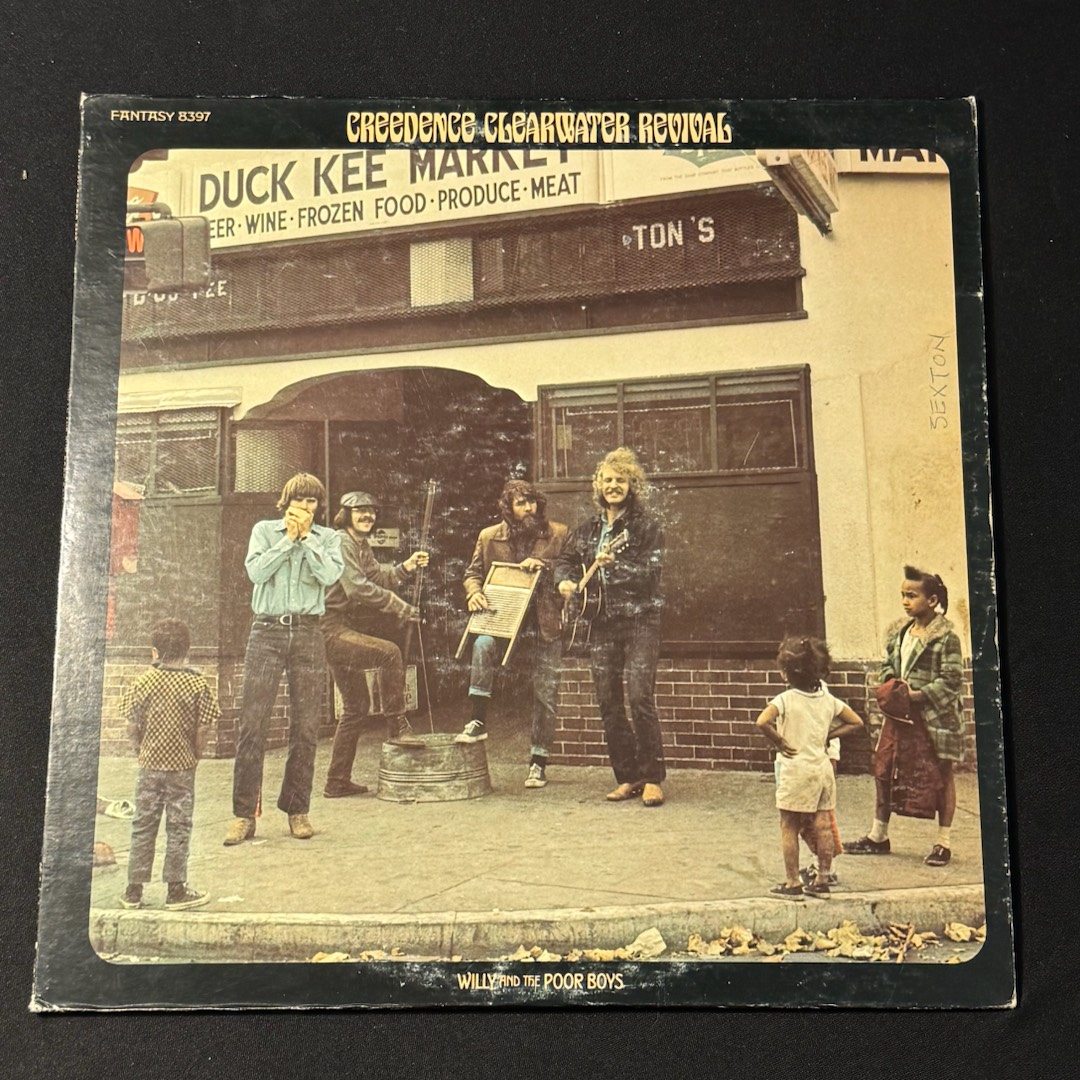 FANTASY 8397
CREEDENCE CLEARWATER REVIVAL
DUCK KEE MARKET
EER·WINE·FROZEN FOOD·PRODUCE·MEAT
MAR
TON'S
SEXTON
WILLY AND THE POOR BOYS